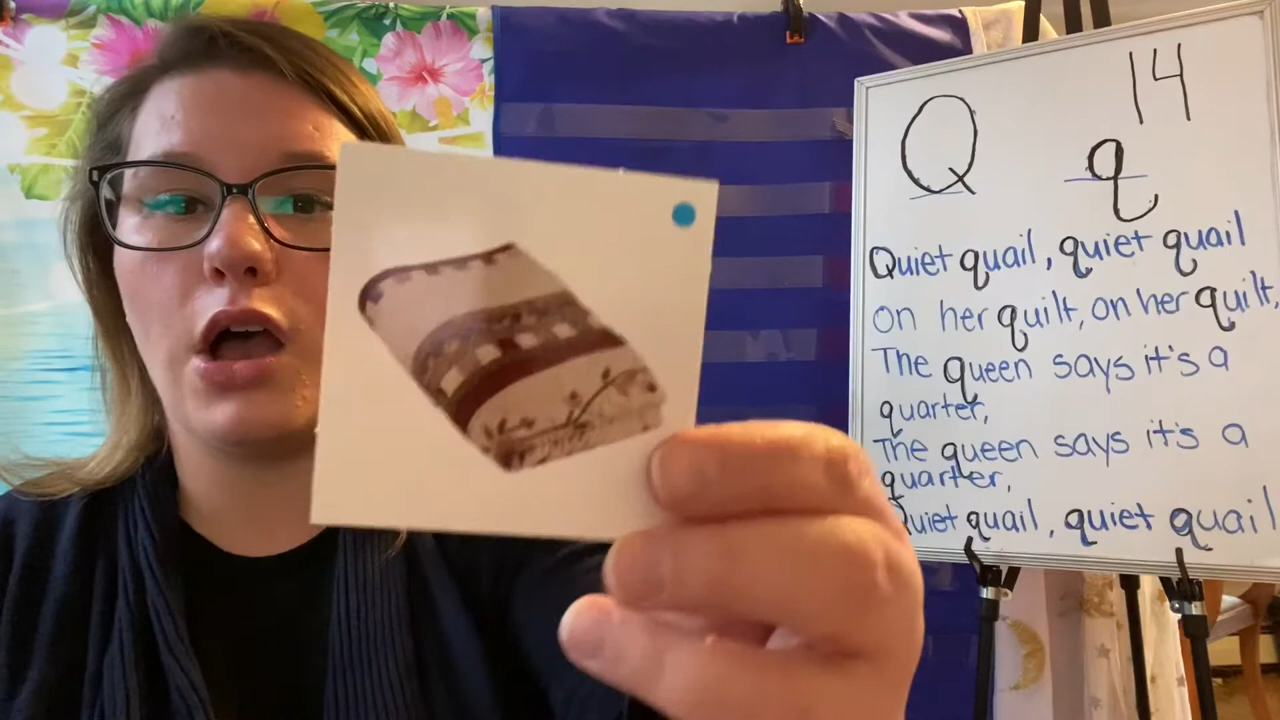 Q 14
q
Quiet quail, quiet quail
on her quilt, on her quilt,
The queen says it's a
quarter,
The queen says it's a
quarter,
Quiet quail, quiet quail